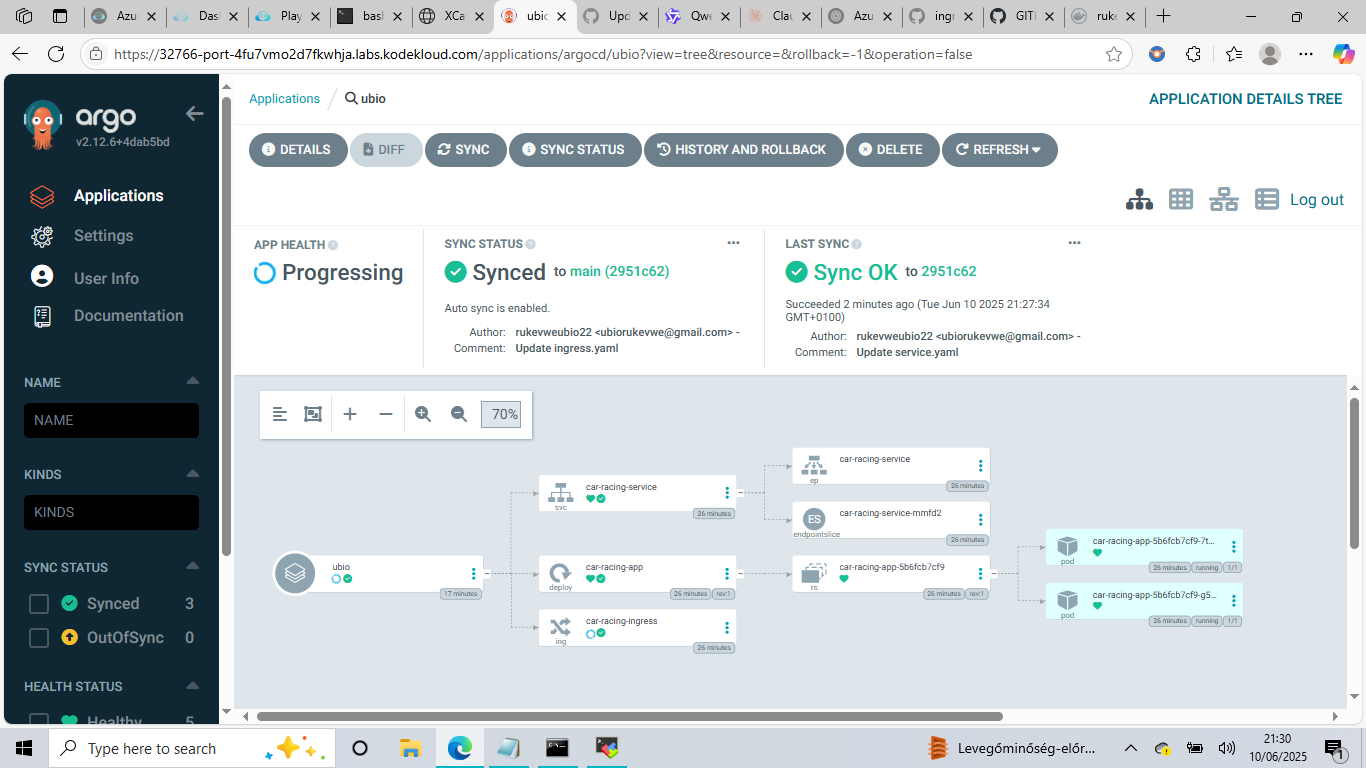 Azu
Dash
Play
bask
XCa
ubio
Upd
Qwe
Clau
Azu
ingr
GITH
ruke
https://32766-port-4fu7vmo2d7fkwhja.labs.kodekloud.com/applications/argocd/ubio?view=tree&resource=&rollback=-1&operation=false
argo
v2.12.6+4dab5bd
Applications
Settings
User Info
Documentation
NAME
NAME
KINDS
KINDS
SYNC STATUS
Synced 3
OutOfSync 0
HEALTH STATUS
Healthy 5
Applications
ubio
APPLICATION DETAILS TREE
DETAILS
DIFF
SYNC
SYNC STATUS
HISTORY AND ROLLBACK
DELETE
REFRESH
Log out
APP HEALTH
Progressing
SYNC STATUS
Synced to main (2951c62)
Auto sync is enabled.
Author: rukevweubio22 <ubiorukevwe@gmail.com> -
Comment: Update ingress.yaml
LAST SYNC
Sync OK to 2951c62
Succeeded 2 minutes ago (Tue Jun 10 2025 21:27:34
GMT+0100)
Author: rukevweubio22 <ubiorukevwe@gmail.com> -
Comment: Update service.yaml
70%
ubio
17 minutes
car-racing-service
svc
26 minutes
car-racing-app
deploy
26 minutes
rev:1
car-racing-ingress
ing
26 minutes
car-racing-service
ep
26 minutes
ES
car-racing-service-mmfd2
endpointslice
26 minutes
car-racing-app-5b6fcb7cf9
rs
26 minutes
rev:1
car-racing-app-5b6fcb7cf9-7t...
pod
26 minutes
running
1/1
car-racing-app-5b6fcb7cf9-g5...
pod
26 minutes
running
1/1
Type here to search
Levegőminőség-előr...
21:30
10/06/2025
1